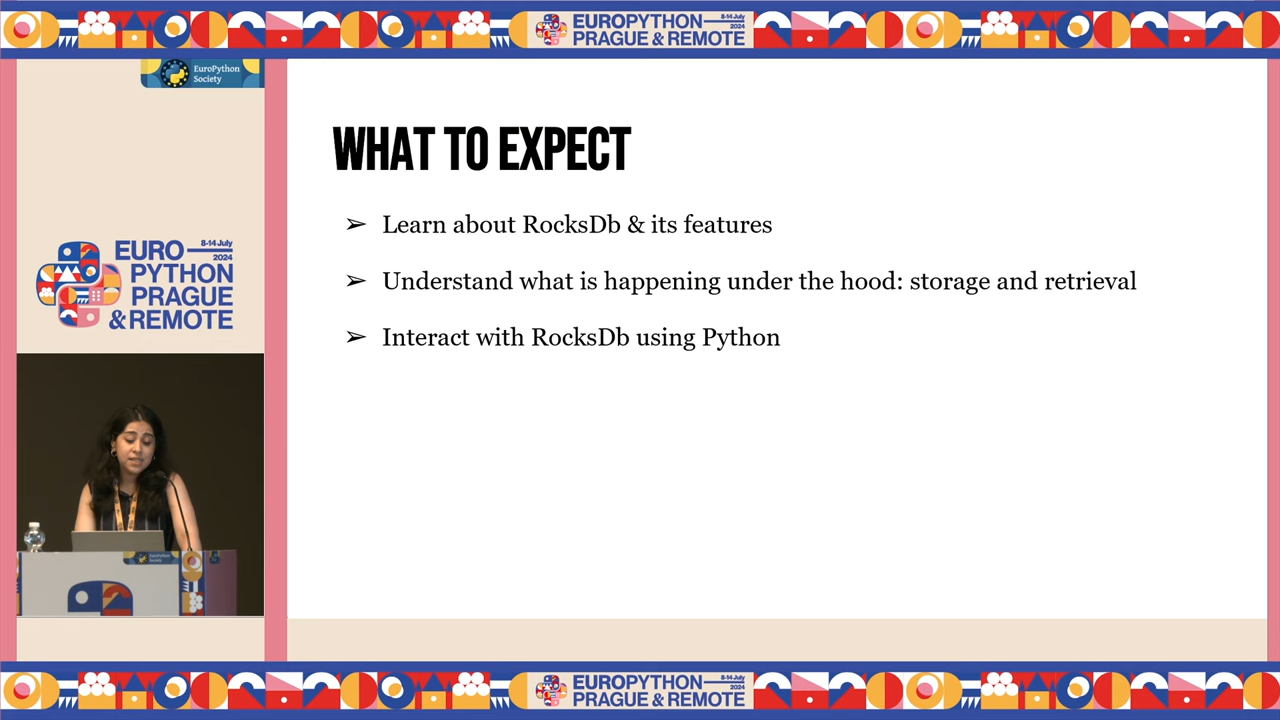 EUROPYTHON
8-14 July
2024
PRAGUE & REMOTE
EuroPython
Society
EURO
8-14 July
2024
PYTHON
PRAGUE
& REMOTE
WHAT TO EXPECT
➢ Learn about RocksDb & its features
➢ Understand what is happening under the hood: storage and retrieval
➢ Interact with RocksDb using Python
EuroPython
Society
EUROPYTHON
8-14 July
2024
PRAGUE & REMOTE